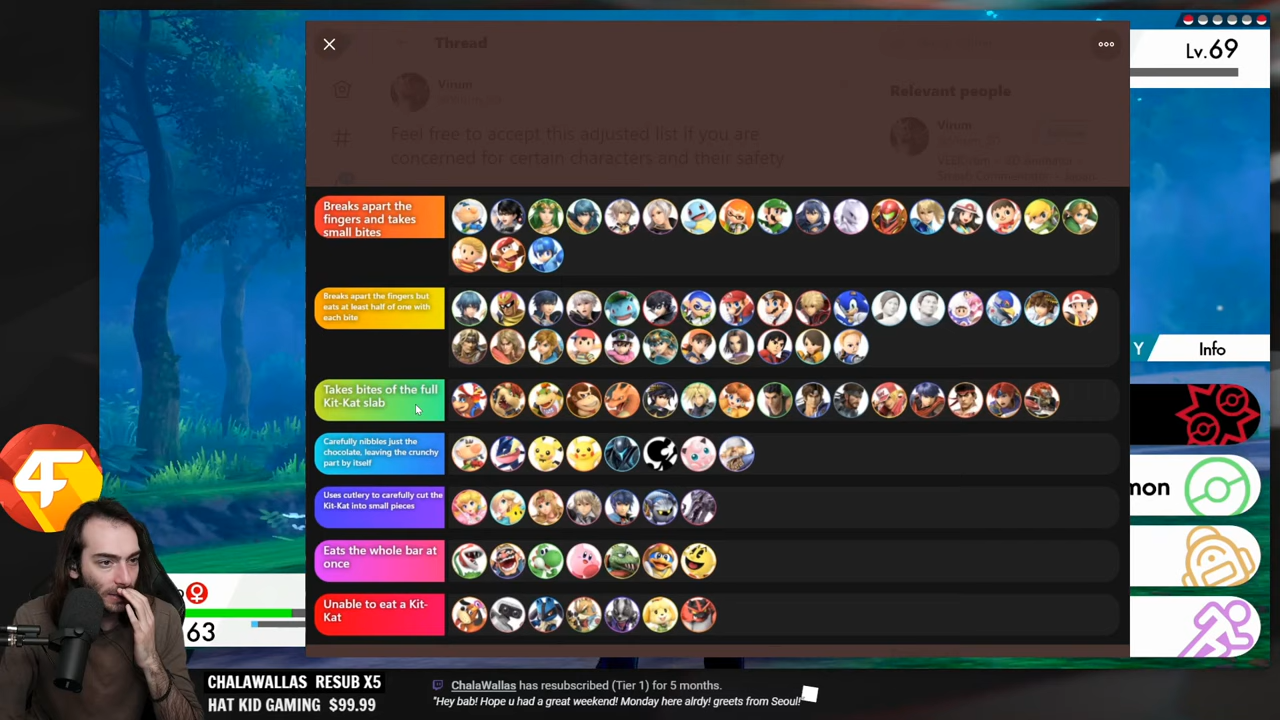 Thread
Lv.69
Virum
Relevant people
Feel free to accept this adjusted list if you are
concerned for certain characters and their safety
Virum
Breaks apart the
fingers and takes
small bites
Breaks apart the fingers but
eats at least half of one with
each bite
Y
Info
Takes bites of the full
Kit-Kat slab
Carefully nibbles just the
chocolate, leaving the crunchy
part by itself
mon
Uses cutlery to carefully cut the
Kit-Kat into small pieces
Eats the whole bar at
once
Unable to eat a Kit-
Kat
4F
63
CHALAWALLAS RESUB X5
HAT KID GAMING $99.99
ChalaWallas has resubscribed (Tier 1) for 5 months.
"Hey bab! Hope u had a great weekend! Monday here alrdy! greets from Seoul!"